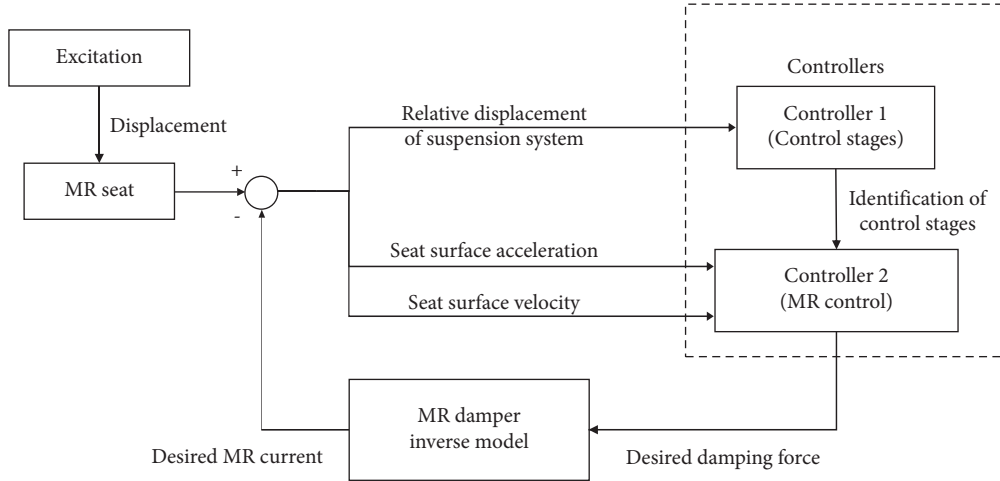 Excitation
Displacement
MR seat
+
-
Relative displacement
of suspension system
Seat surface acceleration
Seat surface velocity
Controllers
Controller 1
(Control stages)
Identification of
control stages
Controller 2
(MR control)
MR damper
inverse model
Desired MR current
Desired damping force